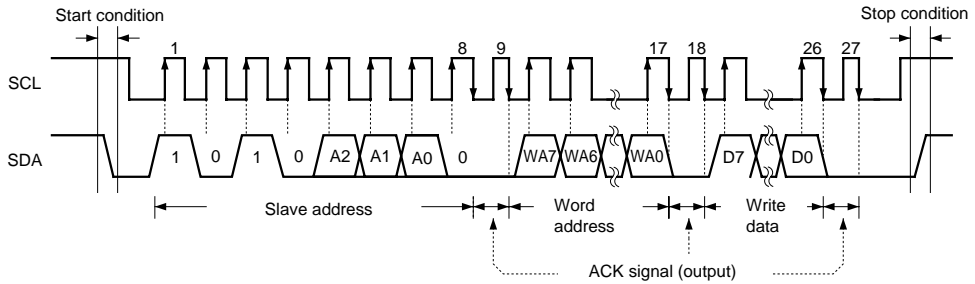 Start condition
Stop condition
1
8
9
17
18
26
27
SCL
SDA
1
0
1
0
A2
A1
A0
0
WA7
WA6
WA0
D7
D0
Slave address
Word
address
Write
data
ACK signal (output)